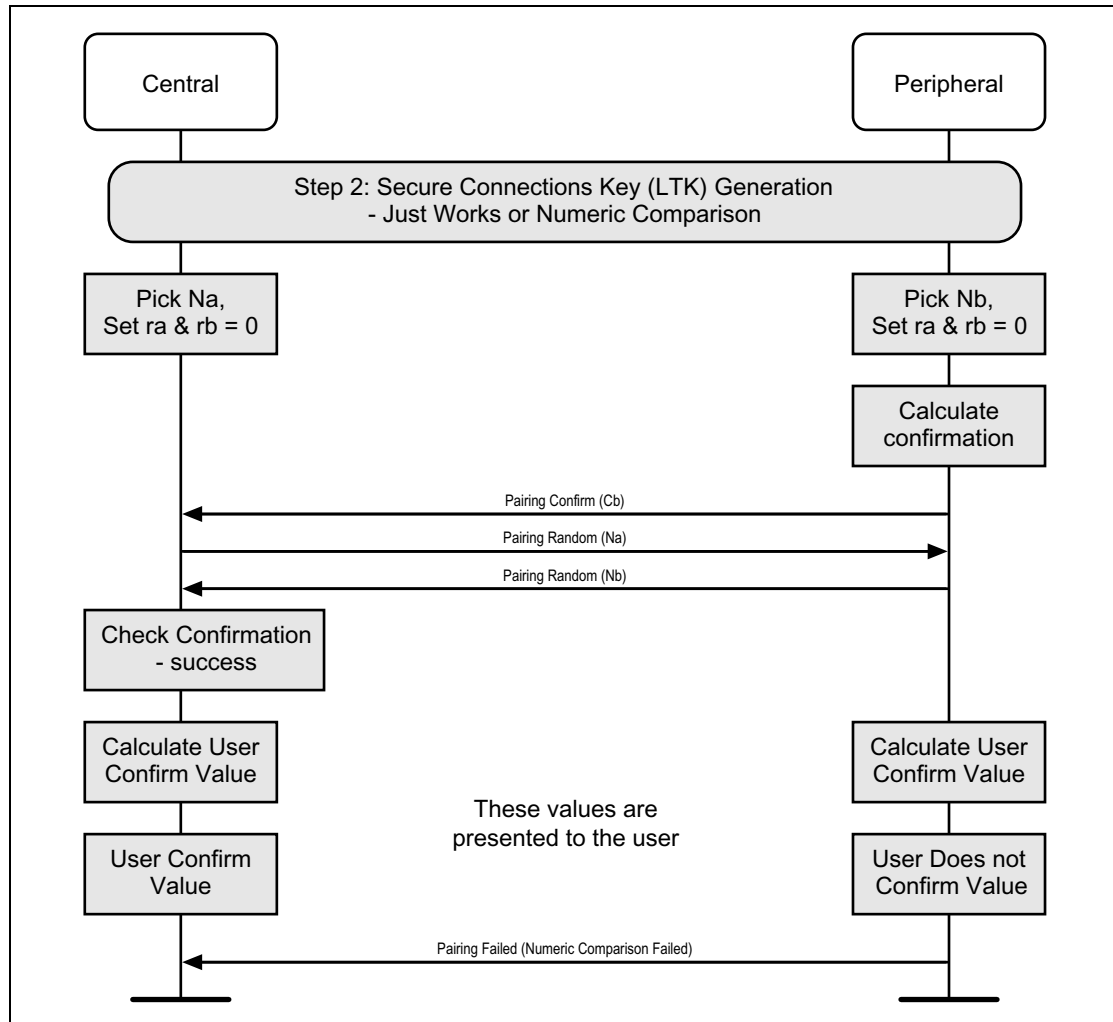 Central
Peripheral
Step 2: Secure Connections Key (LTK) Generation
- Just Works or Numeric Comparison
Pick Na,
Set ra & rb = 0
Pick Nb,
Set ra & rb = 0
Calculate
confirmation
Pairing Confirm (Cb)
Pairing Random (Na)
Pairing Random (Nb)
Check Confirmation
- success
Calculate User
Confirm Value
Calculate User
Confirm Value
These values are
presented to the user
User Confirm
Value
User Does not
Confirm Value
Pairing Failed (Numeric Comparison Failed)